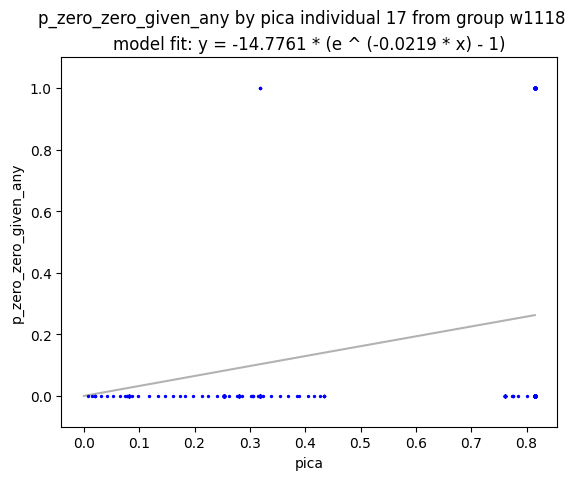 p_zero_zero_given_any by pica individual 17 from group w1118
model fit: y = -14.7761 * (e ^ (-0.0219 * x) - 1)
p_zero_zero_given_any
1.0
0.8
0.6
0.4
0.2
0.0
0.0 0.1 0.2 0.3 0.4 0.5 0.6 0.7 0.8
pica